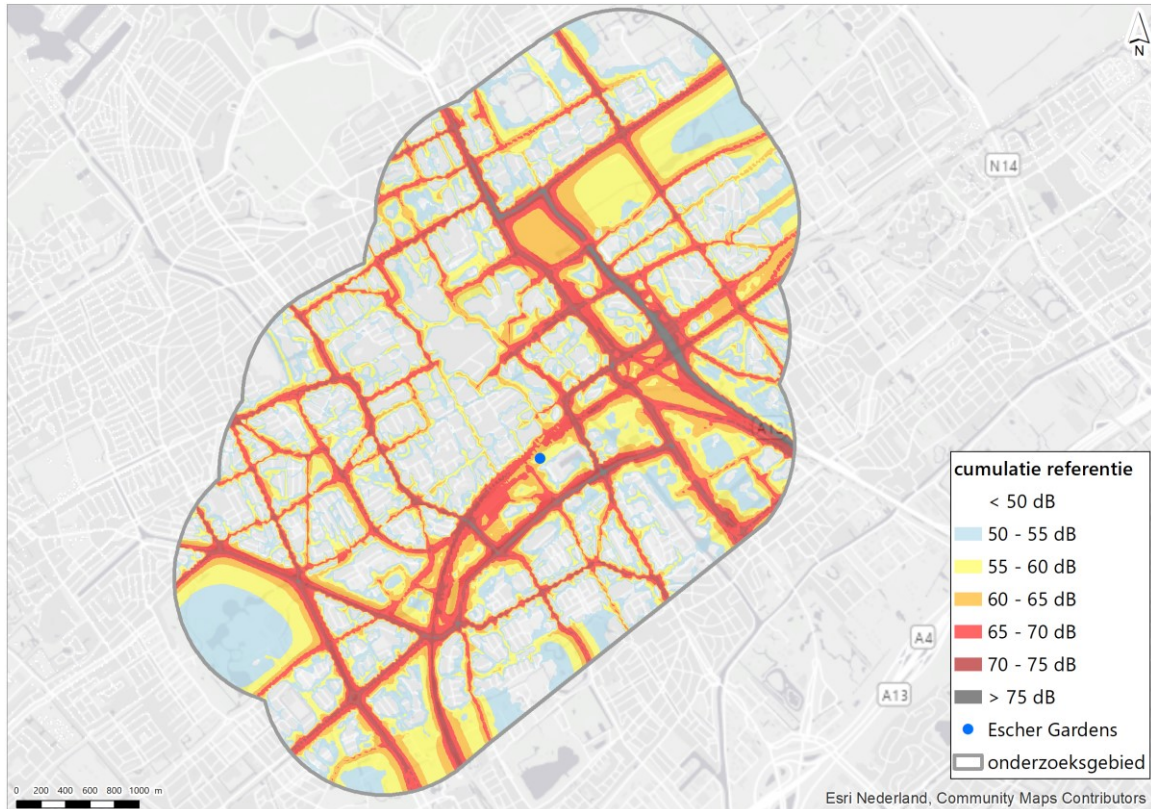 N
N14
A12
cumulatie referentie
< 50 dB
50 - 55 dB
55 - 60 dB
60 - 65 dB
65 - 70 dB
70 - 75 dB
> 75 dB
Escher Gardens
onderzoeksgebied
A4
A13
0 200 400 600 800 1000 m
Esri Nederland, Community Maps Contributors